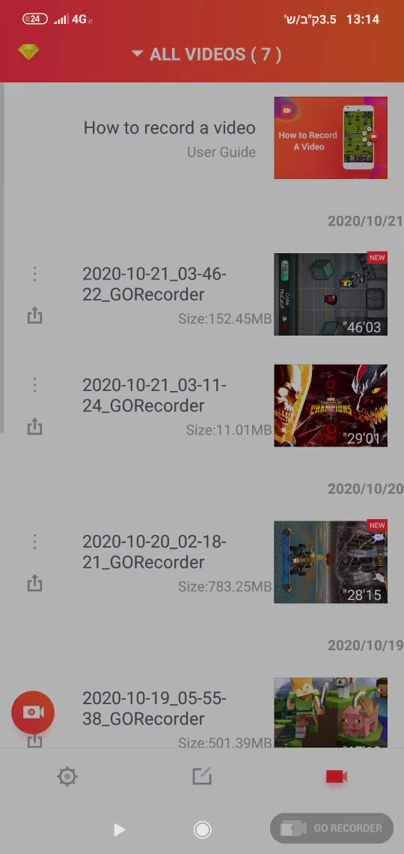 24 4G 3.5ק"ב/ש' 13:14
ALL VIDEOS ( 7 )
How to record a video
User Guide
How to Record
A Video
2020/10/21
2020-10-21_03-46-
22_GORecorder
Size:152.45MB
NEW
"46'03
2020-10-21_03-11-
24_GORecorder
Size:11.01MB
CHAMPIONS
"29'01
2020/10/20
2020-10-20_02-18-
21_GORecorder
Size:783.25MB
NEW
"28'15
2020/10/19
2020-10-19_05-55-
38_GORecorder
Size:501.39MB
GO RECORDER